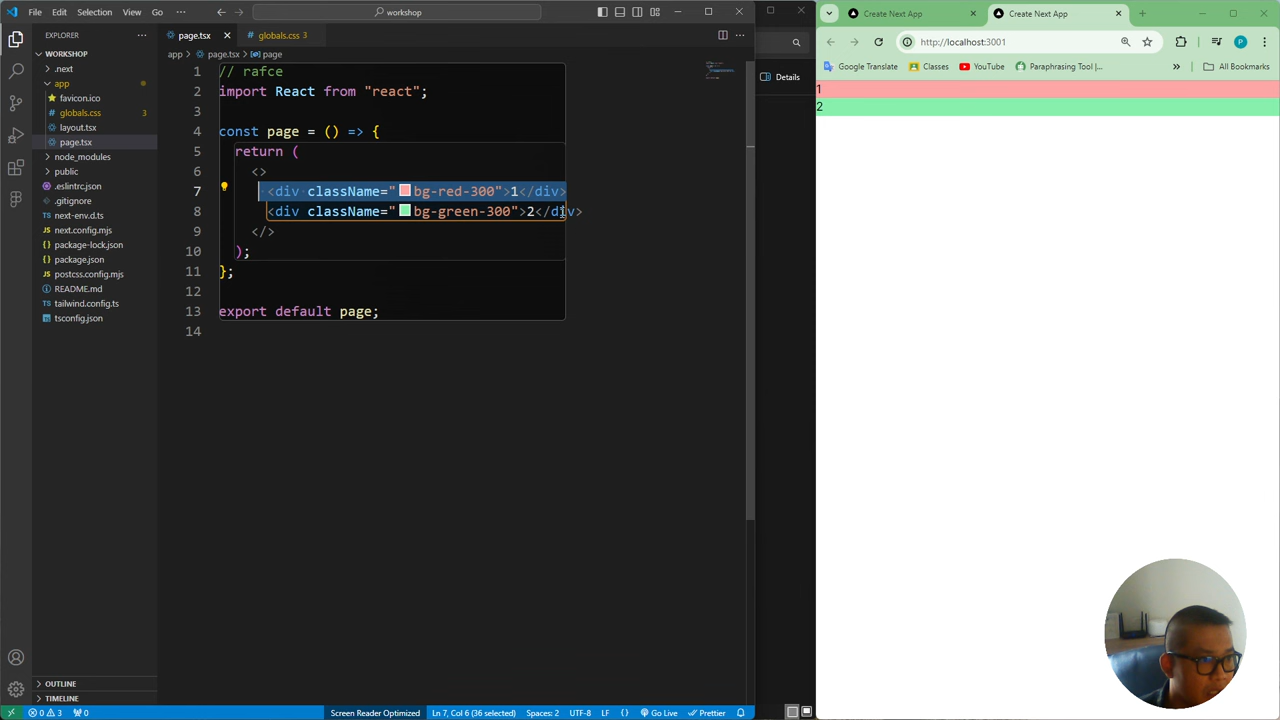 File Edit Selection View Go ··· workshop
EXPLORER ···
WORKSHOP
.next
app
favicon.ico
globals.css 3
layout.tsx
page.tsx
node_modules
public
.eslintrc.json
.gitignore
next-env.d.ts
next.config.mjs
package-lock.json
package.json
postcss.config.mjs
README.md
tailwind.config.ts
tsconfig.json
OUTLINE
TIMELINE
page.tsx globals.css 3
app > page.tsx > page
1 // rafce
2 import React from "react";
3
4 const page = () => {
5 return (
6 <>
7 <div className="bg-red-300">1</div>
8 <div className="bg-green-300">2</div>
9 </>
10 );
11 };
12
13 export default page;
14
0 3 0 Screen Reader Optimized Ln 7, Col 6 (36 selected) Spaces: 2 UTF-8 LF {} Go Live Prettier
Details
Create Next App Create Next App
http://localhost:3001 P
Google Translate Classes YouTube Paraphrasing Tool |... » All Bookmarks
1
2